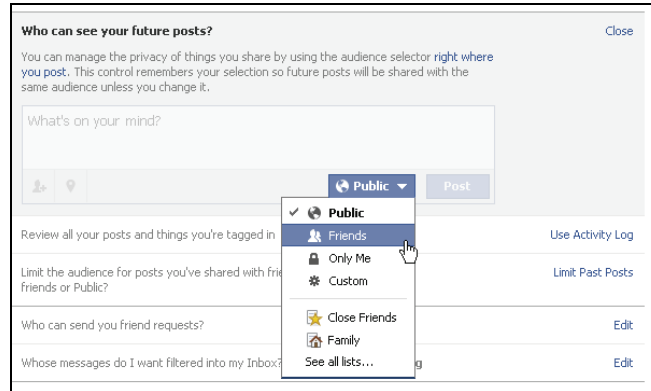 Who can see your future posts? Close
You can manage the privacy of things you share by using the audience selector right where
you post. This control remembers your selection so future posts will be shared with the
same audience unless you change it.
What's on your mind?
Public Post
Public
Review all your posts and things you're tagged in Friends Use Activity Log
Only Me
Limit the audience for posts you've shared with Custom Limit Past Posts
friends or Public?
Close Friends
Who can send you friend requests? Edit
Family
Whose messages do I want filtered into my Inbox? See all lists... Edit